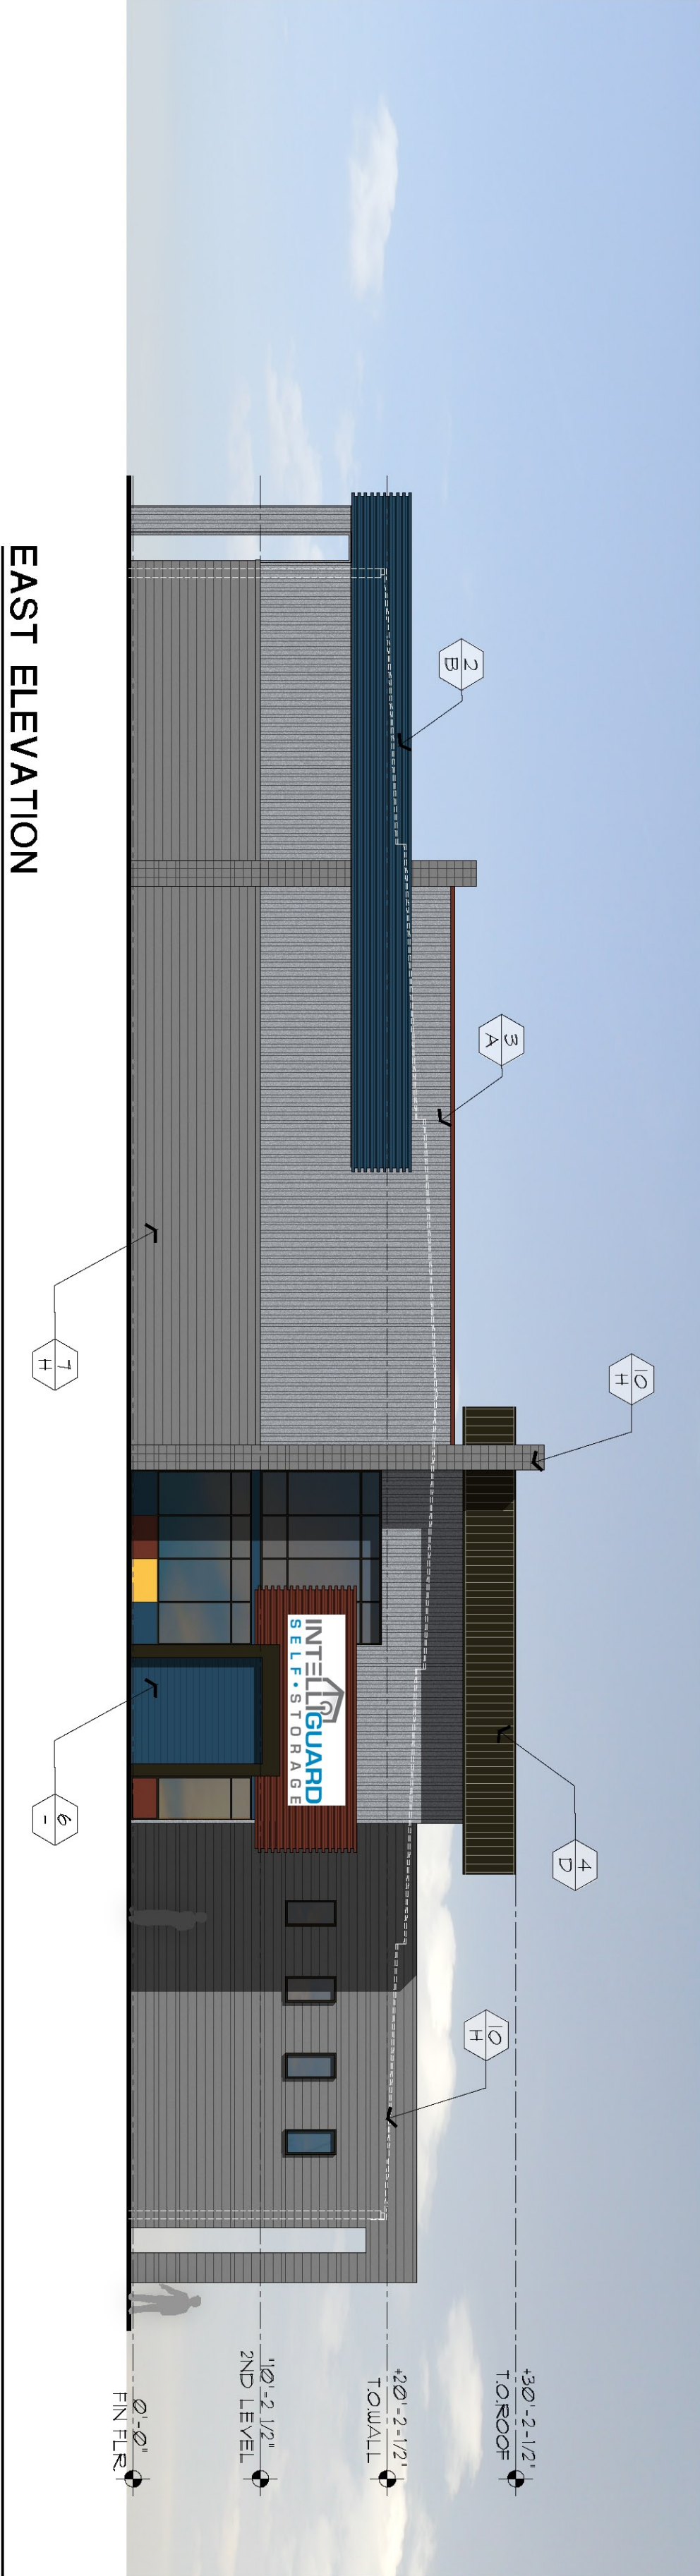 10
H
4
D
3
A
2
B
10
H
+30'-2-1/2"
T.O.ROOF
+20'-2-1/2"
T.O.WALL
INTELLIGUARD
SELF•STORAGE
"10'-2 1/2"
2ND LEVEL
0'-0"
FIN FLR.
7
H
6
-
EAST ELEVATION